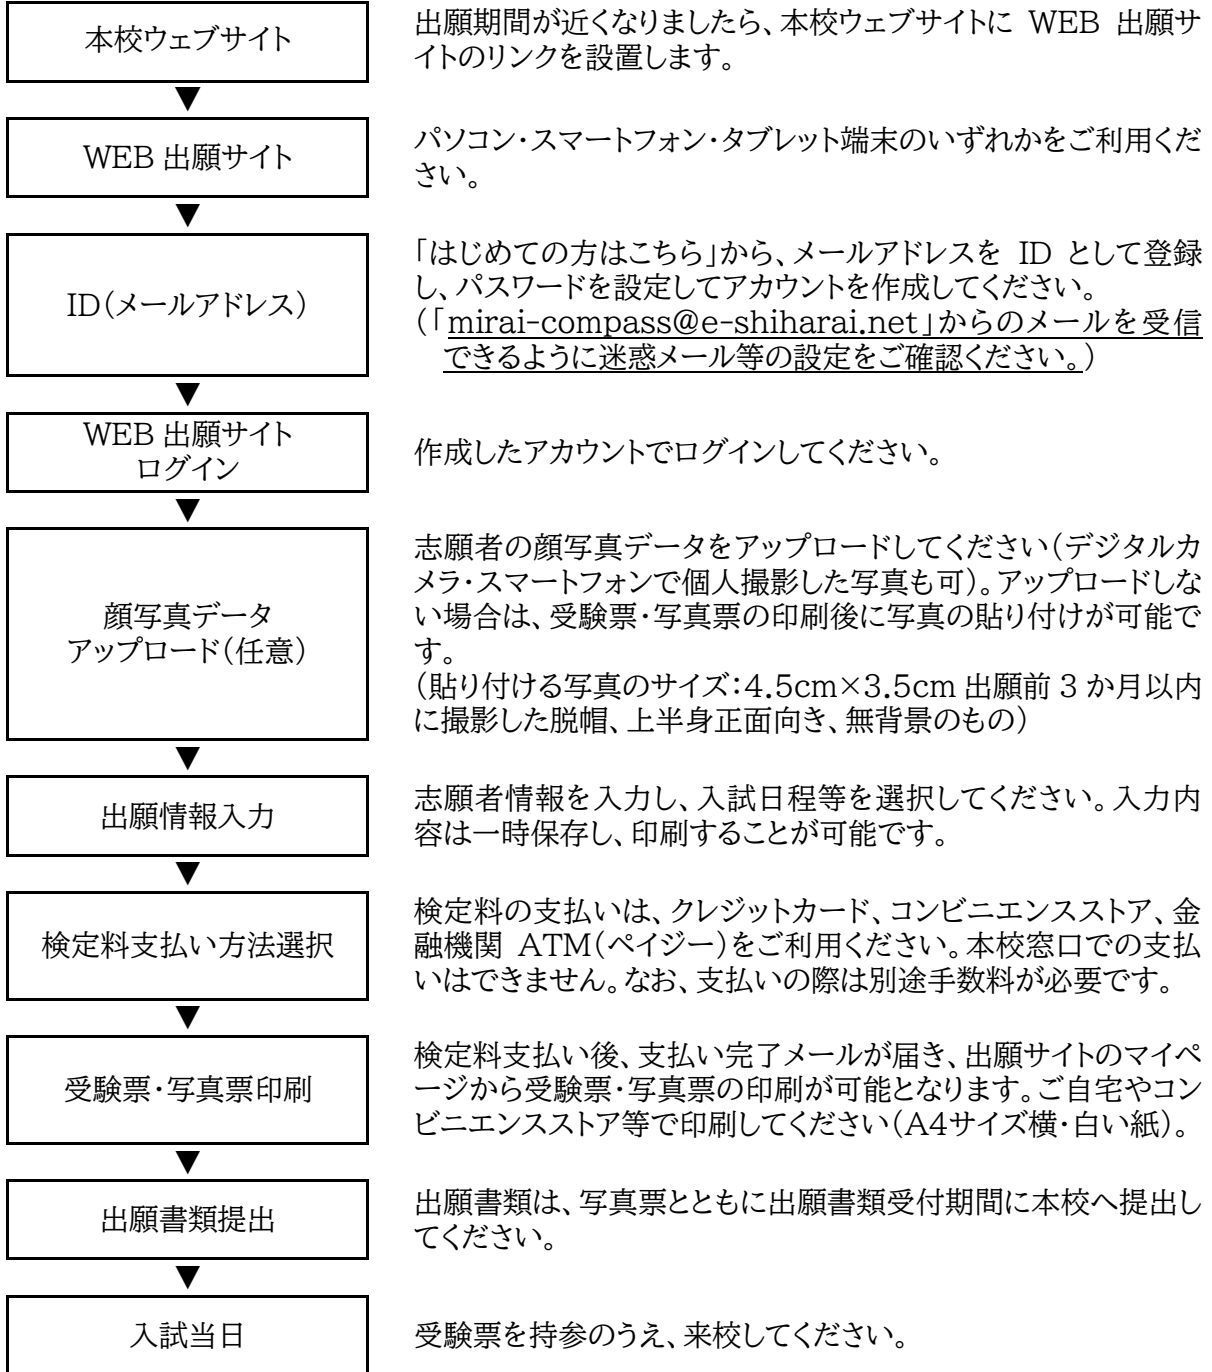 本校ウェブサイト
出願期間が近くなりましたら、本校ウェブサイトに WEB 出願サ
イトのリンクを設置します。
▼
WEB 出願サイト
パソコン・スマートフォン・タブレット端末のいずれかをご利用くだ
さい。
▼
ID（メールアドレス）
「はじめての方はこちら」から、メールアドレスを ID として登録
し、パスワードを設定してアカウントを作成してください。
（「mirai-compass@e-shiharai.net」からのメールを受信
できるように迷惑メール等の設定をご確認ください。）
▼
WEB 出願サイト
ログイン
作成したアカウントでログインしてください。
▼
顔写真データ
アップロード（任意）
志願者の顔写真データをアップロードしてください（デジタルカ
メラ・スマートフォンで個人撮影した写真も可）。アップロードしな
い場合は、受験票・写真票の印刷後に写真の貼り付けが可能で
す。
（貼り付ける写真のサイズ：4.5cm×3.5cm 出願前 3 か月以内
に撮影した脱帽、上半身正面向き、無背景のもの）
▼
出願情報入力
志願者情報を入力し、入試日程等を選択してください。入力内
容は一時保存し、印刷することが可能です。
▼
検定料支払い方法選択
検定料の支払いは、クレジットカード、コンビニエンスストア、金
融機関 ATM（ペイジー）をご利用ください。本校窓口での支払
いはできません。なお、支払いの際は別途手数料が必要です。
▼
受験票・写真票印刷
検定料支払い後、支払い完了メールが届き、出願サイトのマイペ
ージから受験票・写真票の印刷が可能となります。ご自宅やコン
ビニエンスストア等で印刷してください（A4サイズ横・白い紙）。
▼
出願書類提出
出願書類は、写真票とともに出願書類受付期間に本校へ提出し
てください。
▼
入試当日
受験票を持参のうえ、来校してください。